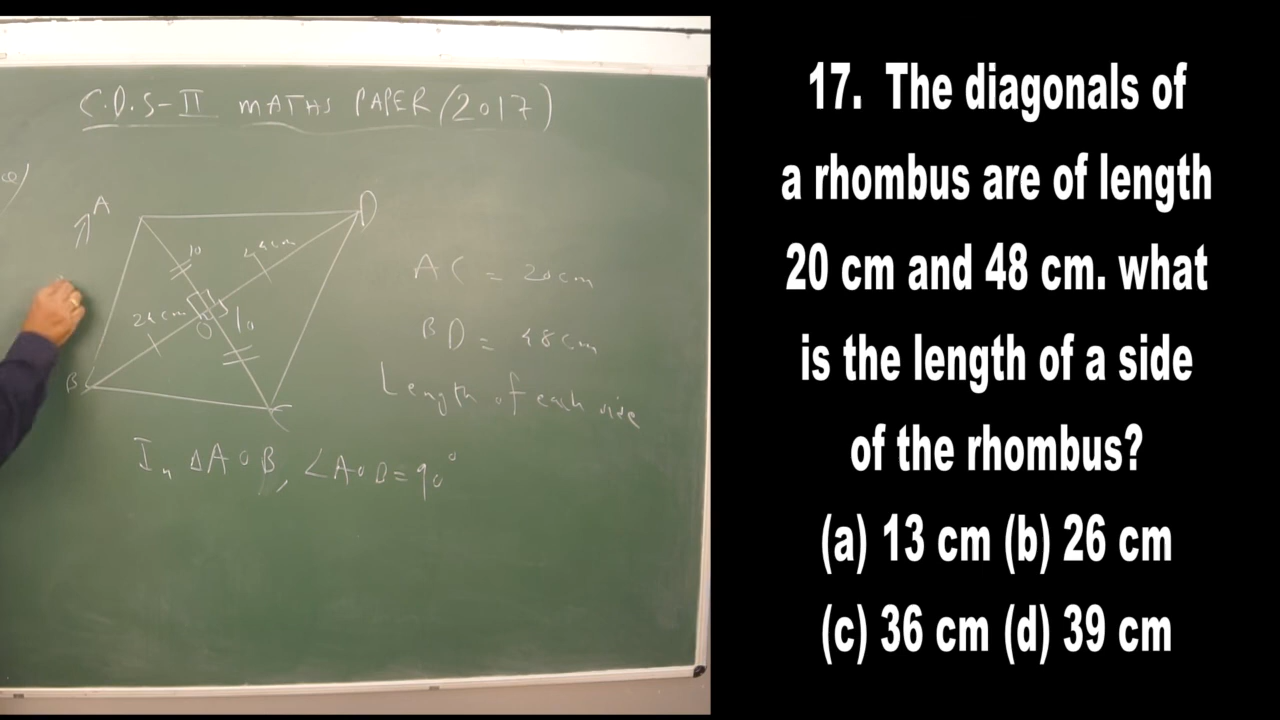 C.D.S-II MATHS PAPER (2017)
A
D
10
24cm
24cm
O
10
B
C
AC = 20cm
BD = 48cm
Length of each side
In ΔAOB, ∠AOB = 90°
17. The diagonals of
a rhombus are of length
20 cm and 48 cm. what
is the length of a side
of the rhombus?
(a) 13 cm (b) 26 cm
(c) 36 cm (d) 39 cm